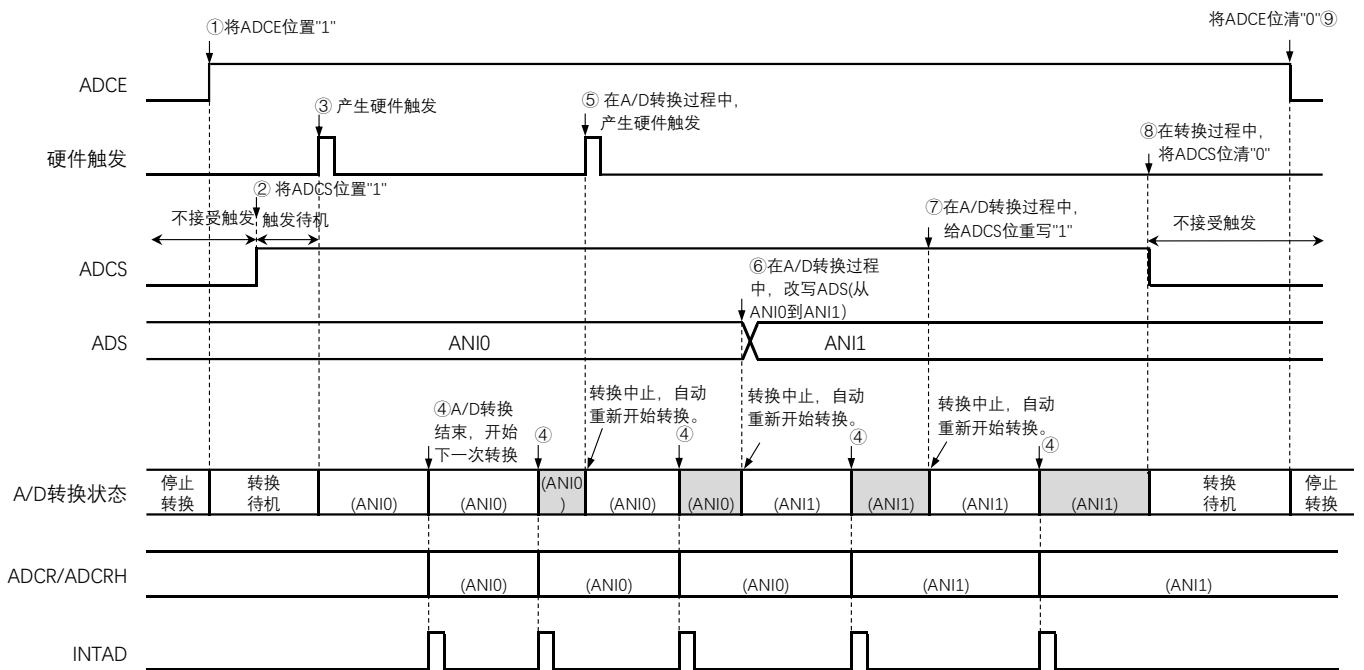 ①将ADCE位置"1"
将ADCE位清"0"⑨
ADCE
③ 产生硬件触发
⑤ 在A/D转换过程中,
产生硬件触发
⑧在转换过程中,
将ADCS位清"0"
硬件触发
② 将ADCS位置"1"
不接受触发
触发待机
⑦在A/D转换过程中,
给ADCS位重写"1"
不接受触发
ADCS
⑥在A/D转换过程
中，改写ADS(从
ANI0到ANI1)
ADS
ANI0
ANI1
④A/D转换
结束，开始
下一次转换
④
转换中止，自动
重新开始转换。
④
转换中止，自动
重新开始转换。
④
转换中止，自动
重新开始转换。
④
A/D转换状态
停止
转换
转换
待机
(ANI0)
(ANI0)
(ANI0
)
(ANI0)
(ANI0)
(ANI1)
(ANI1)
(ANI1)
(ANI1)
转换
待机
停止
转换
ADCR/ADCRH
(ANI0)
(ANI0)
(ANI0)
(ANI1)
(ANI1)
INTAD